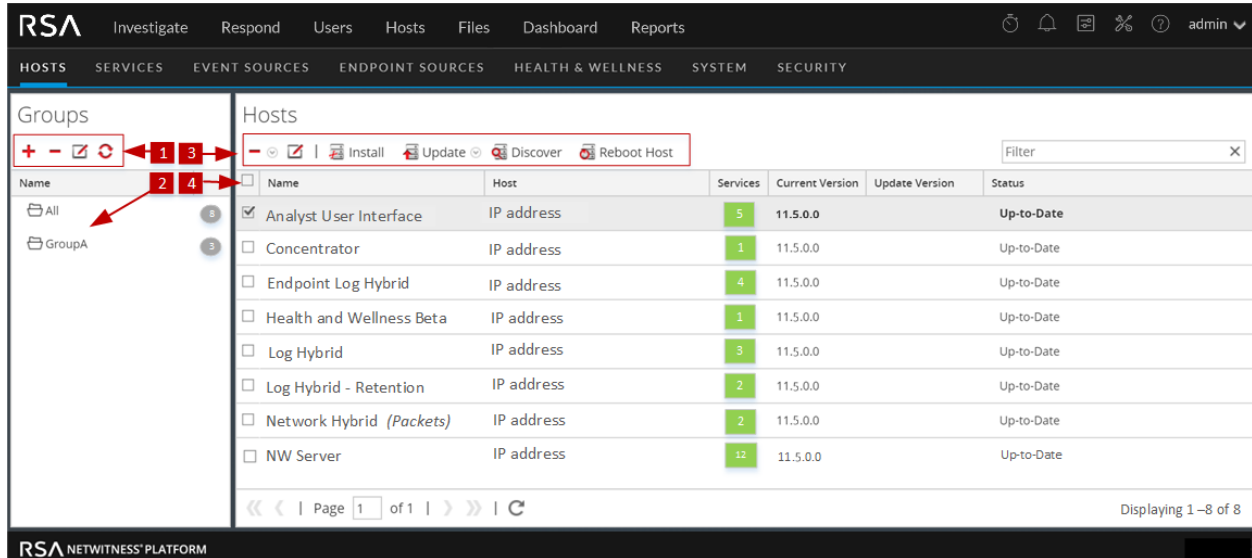 RSA Investigate Respond Users Hosts Files Dashboard Reports admin
HOSTS SERVICES EVENT SOURCES ENDPOINT SOURCES HEALTH & WELLNESS SYSTEM SECURITY
Groups
1
Name
2
All 8
GroupA 3
Hosts
3
Install Update Discover Reboot Host
Filter
4
Name Host Services Current Version Update Version Status
Analyst User Interface IP address 5 11.5.0.0 Up-to-Date
Concentrator IP address 1 11.5.0.0 Up-to-Date
Endpoint Log Hybrid IP address 4 11.5.0.0 Up-to-Date
Health and Wellness Beta IP address 1 11.5.0.0 Up-to-Date
Log Hybrid IP address 3 11.5.0.0 Up-to-Date
Log Hybrid - Retention IP address 2 11.5.0.0 Up-to-Date
Network Hybrid (Packets) IP address 2 11.5.0.0 Up-to-Date
NW Server IP address 12 11.5.0.0 Up-to-Date
| Page 1 of 1 | | Displaying 1 –8 of 8
RSA NETWITNESS® PLATFORM